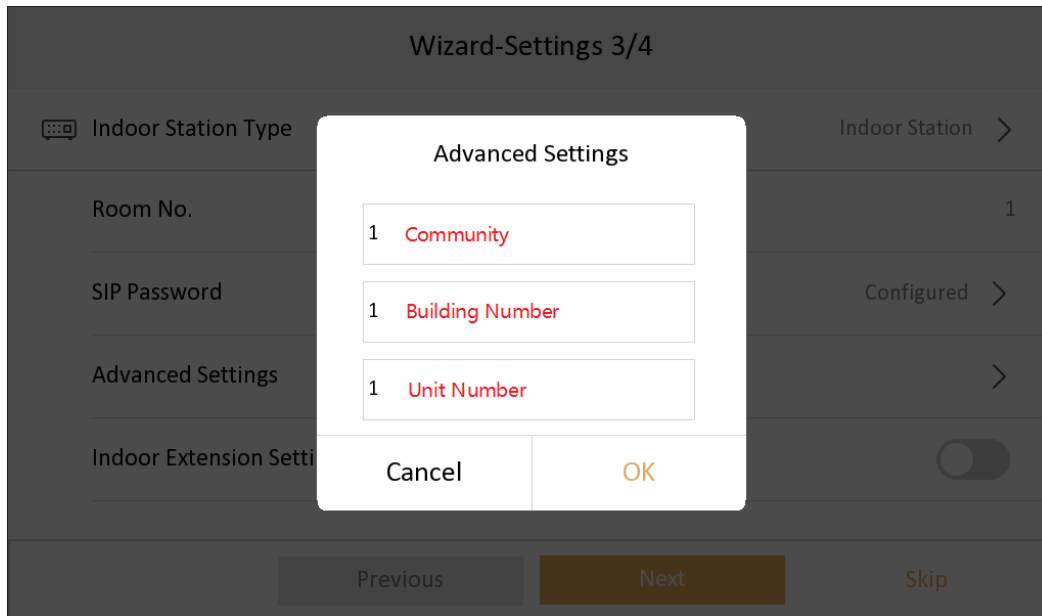 Wizard-Settings 3/4
Indoor Station Type
Indoor Station
Advanced Settings
Room No.
1
1 Community
SIP Password
Configured
1 Building Number
Advanced Settings
1 Unit Number
Indoor Extension Setti
Cancel
OK
Previous
Next
Skip